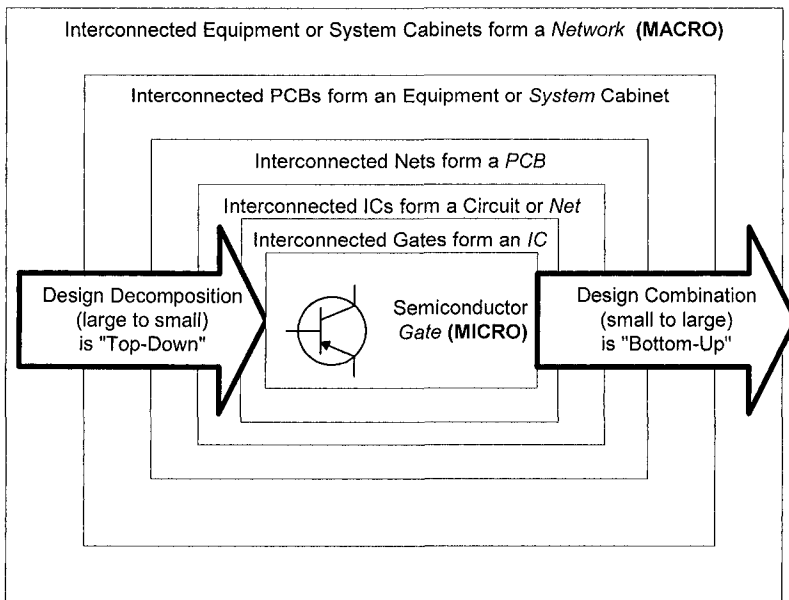 Interconnected Equipment or System Cabinets form a Network (MACRO)
Interconnected PCBs form an Equipment or System Cabinet
Interconnected Nets form a PCB
Interconnected ICs form a Circuit or Net
Interconnected Gates form an IC
Design Decomposition
(large to small)
is "Top-Down"
Semiconductor
Gate (MICRO)
Design Combination
(small to large)
is "Bottom-Up"